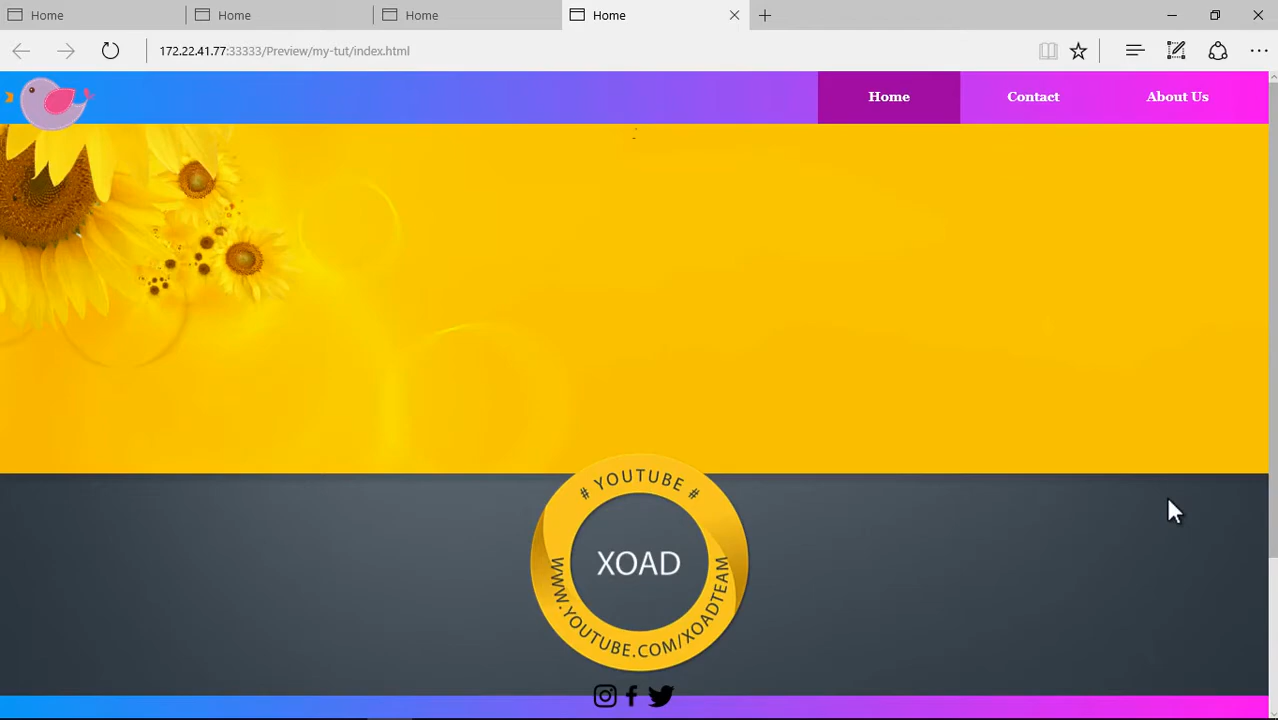 Home Home Home Home
172.22.41.77:33333/Preview/my-tut/index.html
Home Contact About Us
# YOUTUBE #
XOAD
WWW.YOUTUBE.COM/XOADTEAM